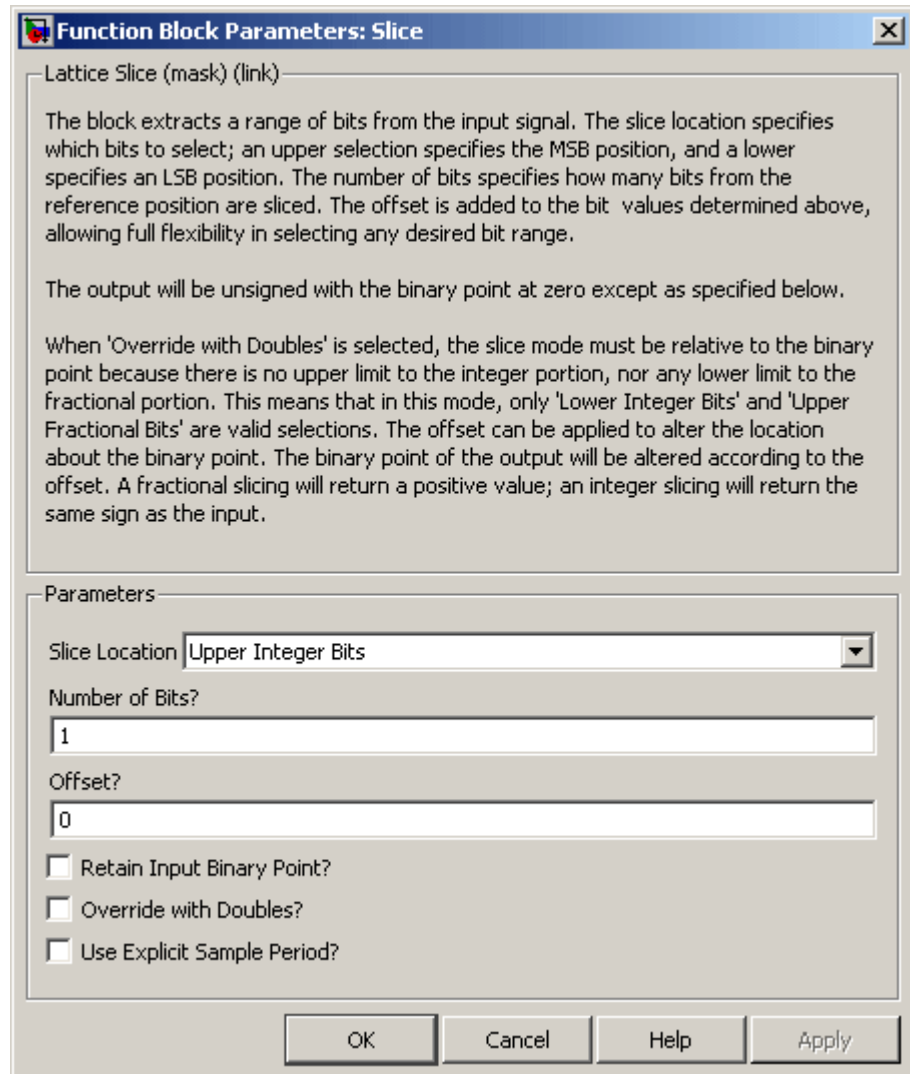 Function Block Parameters: Slice
Lattice Slice (mask) (link)
The block extracts a range of bits from the input signal. The slice location specifies
which bits to select; an upper selection specifies the MSB position, and a lower
specifies an LSB position. The number of bits specifies how many bits from the
reference position are sliced. The offset is added to the bit  values determined above,
allowing full flexibility in selecting any desired bit range.
The output will be unsigned with the binary point at zero except as specified below.
When 'Override with Doubles' is selected, the slice mode must be relative to the binary
point because there is no upper limit to the integer portion, nor any lower limit to the
fractional portion. This means that in this mode, only 'Lower Integer Bits' and 'Upper
Fractional Bits' are valid selections. The offset can be applied to alter the location
about the binary point. The binary point of the output will be altered according to the
offset. A fractional slicing will return a positive value; an integer slicing will return the
same sign as the input.
Parameters
Slice Location Upper Integer Bits
Number of Bits?
1
Offset?
0
Retain Input Binary Point?
Override with Doubles?
Use Explicit Sample Period?
OK Cancel Help Apply